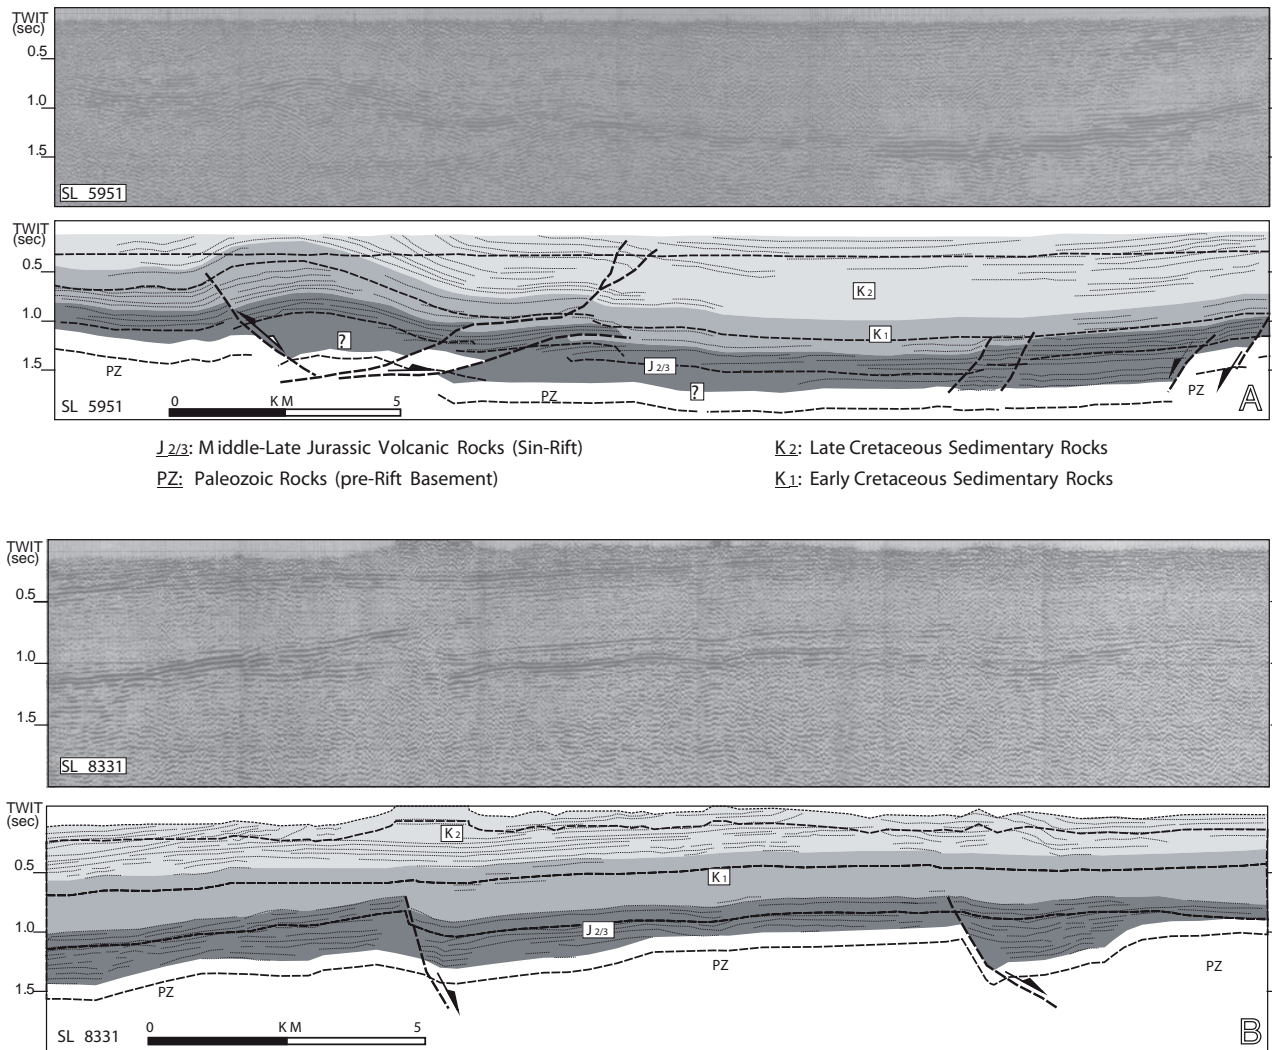 TWIT
(sec)
0.5
1.0
1.5
SL 5951
TWIT
(sec)
0.5
1.0
1.5
K2
K1
?
J 2/3
?
PZ
PZ
PZ
SL 5951
0 KM 5
A
J 2/3: Middle-Late Jurassic Volcanic Rocks (Sin-Rift)
K 2: Late Cretaceous Sedimentary Rocks
PZ: Paleozoic Rocks (pre-Rift Basement)
K 1: Early Cretaceous Sedimentary Rocks
TWIT
(sec)
0.5
1.0
1.5
SL 8331
TWIT
(sec)
0.5
1.0
1.5
K2
K1
J 2/3
PZ
PZ
PZ
SL 8331
0 KM 5
B